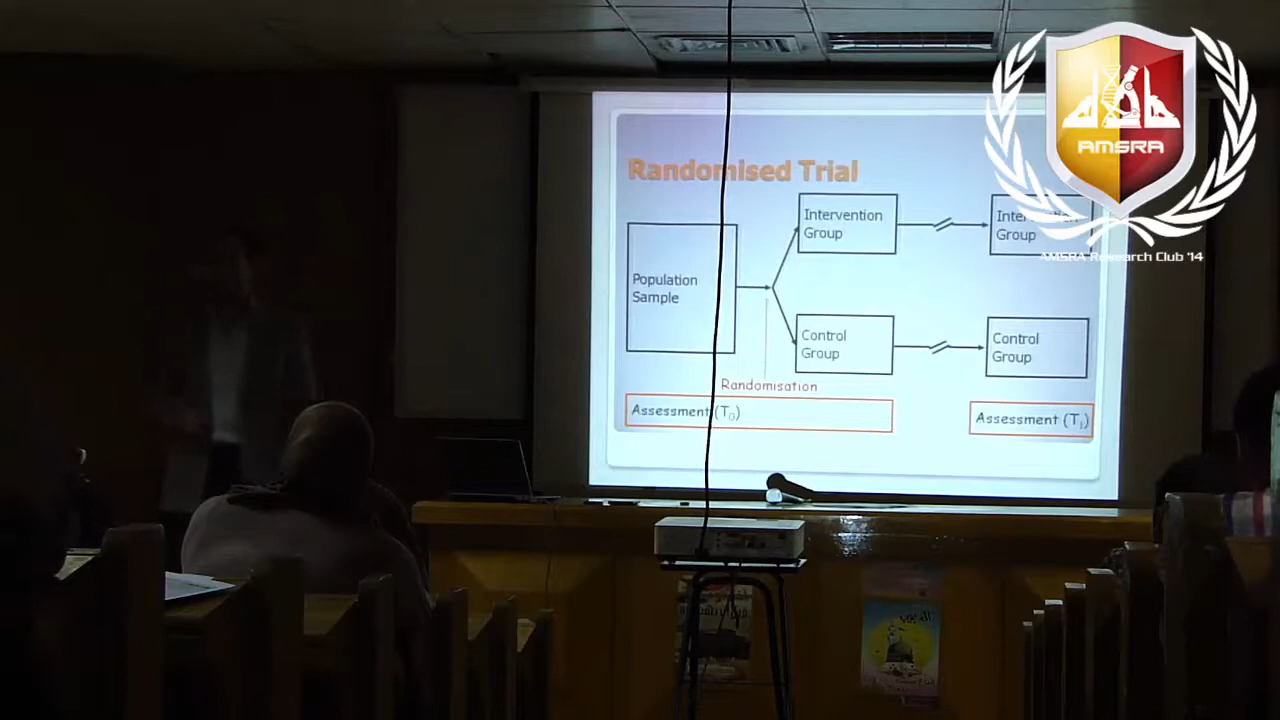 AMSRA
AMSRA Research Club '14
Randomised Trial
Population
Sample
Intervention
Group
Group
Control
Group
Control
Group
Randomisation
Assessment (T₀)
Assessment (T₁)